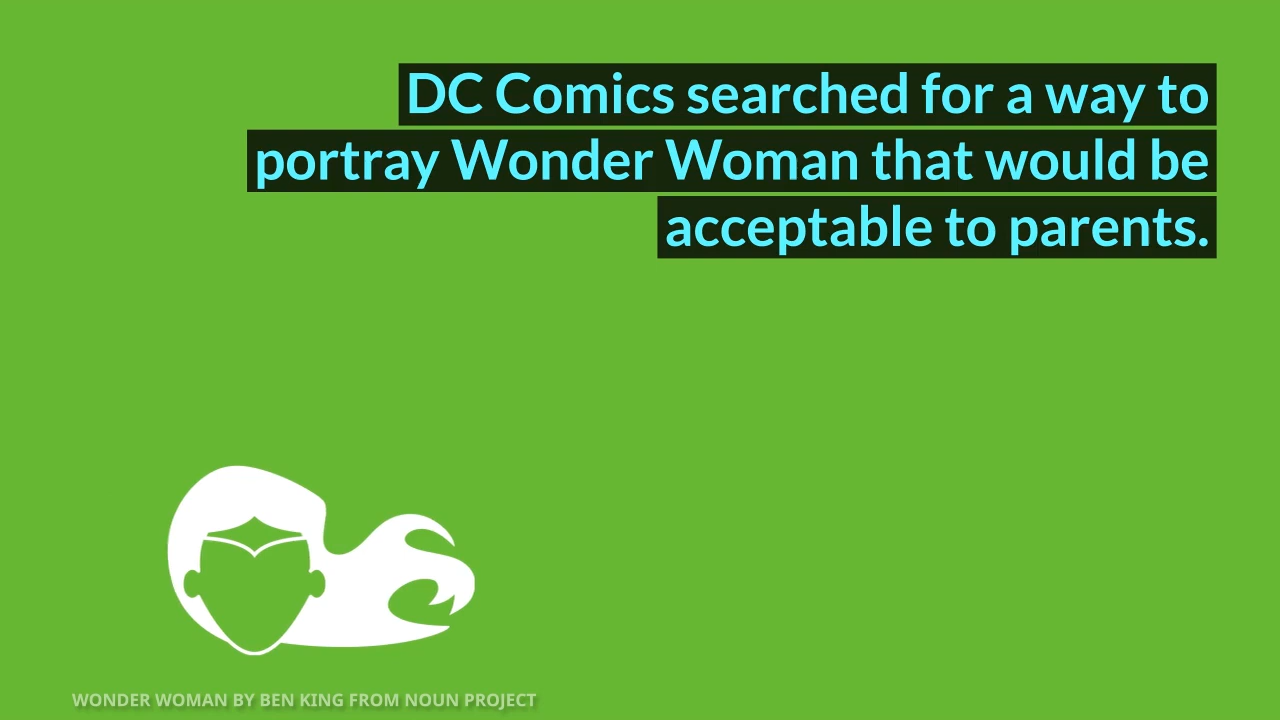 DC Comics searched for a way to
portray Wonder Woman that would be
acceptable to parents.
WONDER WOMAN BY BEN KING FROM NOUN PROJECT